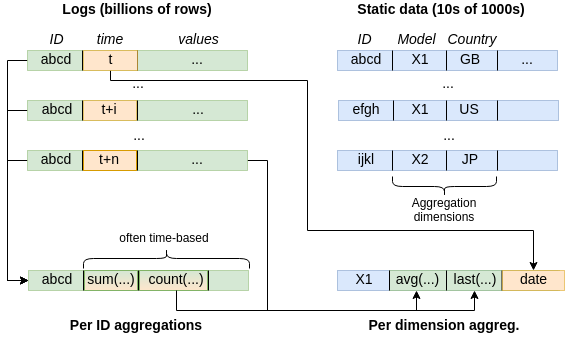 Logs (billions of rows)
Static data (10s of 1000s)
ID time values
ID Model Country
abcd t ...
abcd X1 GB ...
...
...
abcd t+i ...
efgh X1 US
...
...
abcd t+n ...
ijkl X2 JP
Aggregation
dimensions
often time-based
abcd sum(...) count(...)
X1 avg(...) last(...) date
Per ID aggregations
Per dimension aggreg.